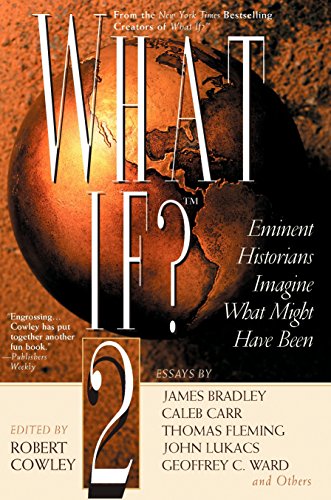 From the New York Times Bestselling
Creators of What If?
WHAT
IF?™
2
Eminent
Historians
Imagine
What Might
Have Been
"Engrossing...
Cowley has put
together another
fun book."
—Publishers
Weekly
EDITED BY
ROBERT
COWLEY
ESSAYS BY
JAMES BRADLEY
CALEB CARR
THOMAS FLEMING
JOHN LUKACS
GEOFFREY C. WARD
and Others